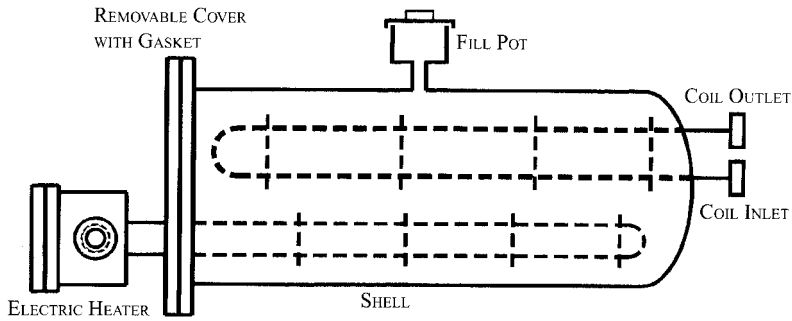 Removable Cover
with Gasket
Fill Pot
Coil Outlet
Coil Inlet
Electric Heater
Shell